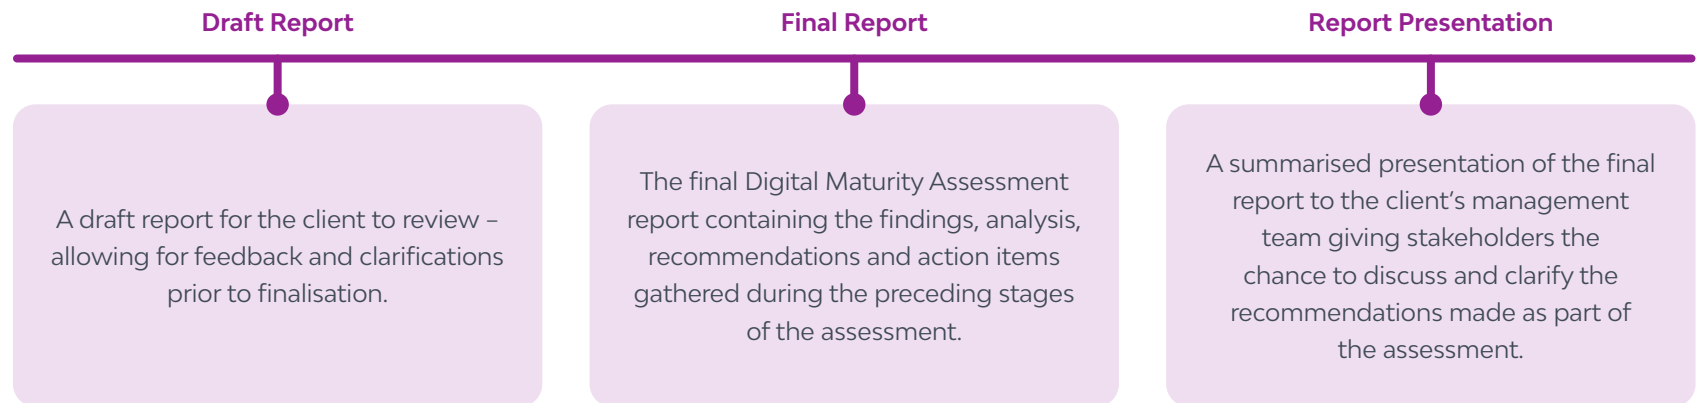 Draft Report
A draft report for the client to review –
allowing for feedback and clarifications
prior to finalisation.
Final Report
The final Digital Maturity Assessment
report containing the findings, analysis,
recommendations and action items
gathered during the preceding stages
of the assessment.
Report Presentation
A summarised presentation of the final
report to the client’s management
team giving stakeholders the
chance to discuss and clarify the
recommendations made as part of
the assessment.